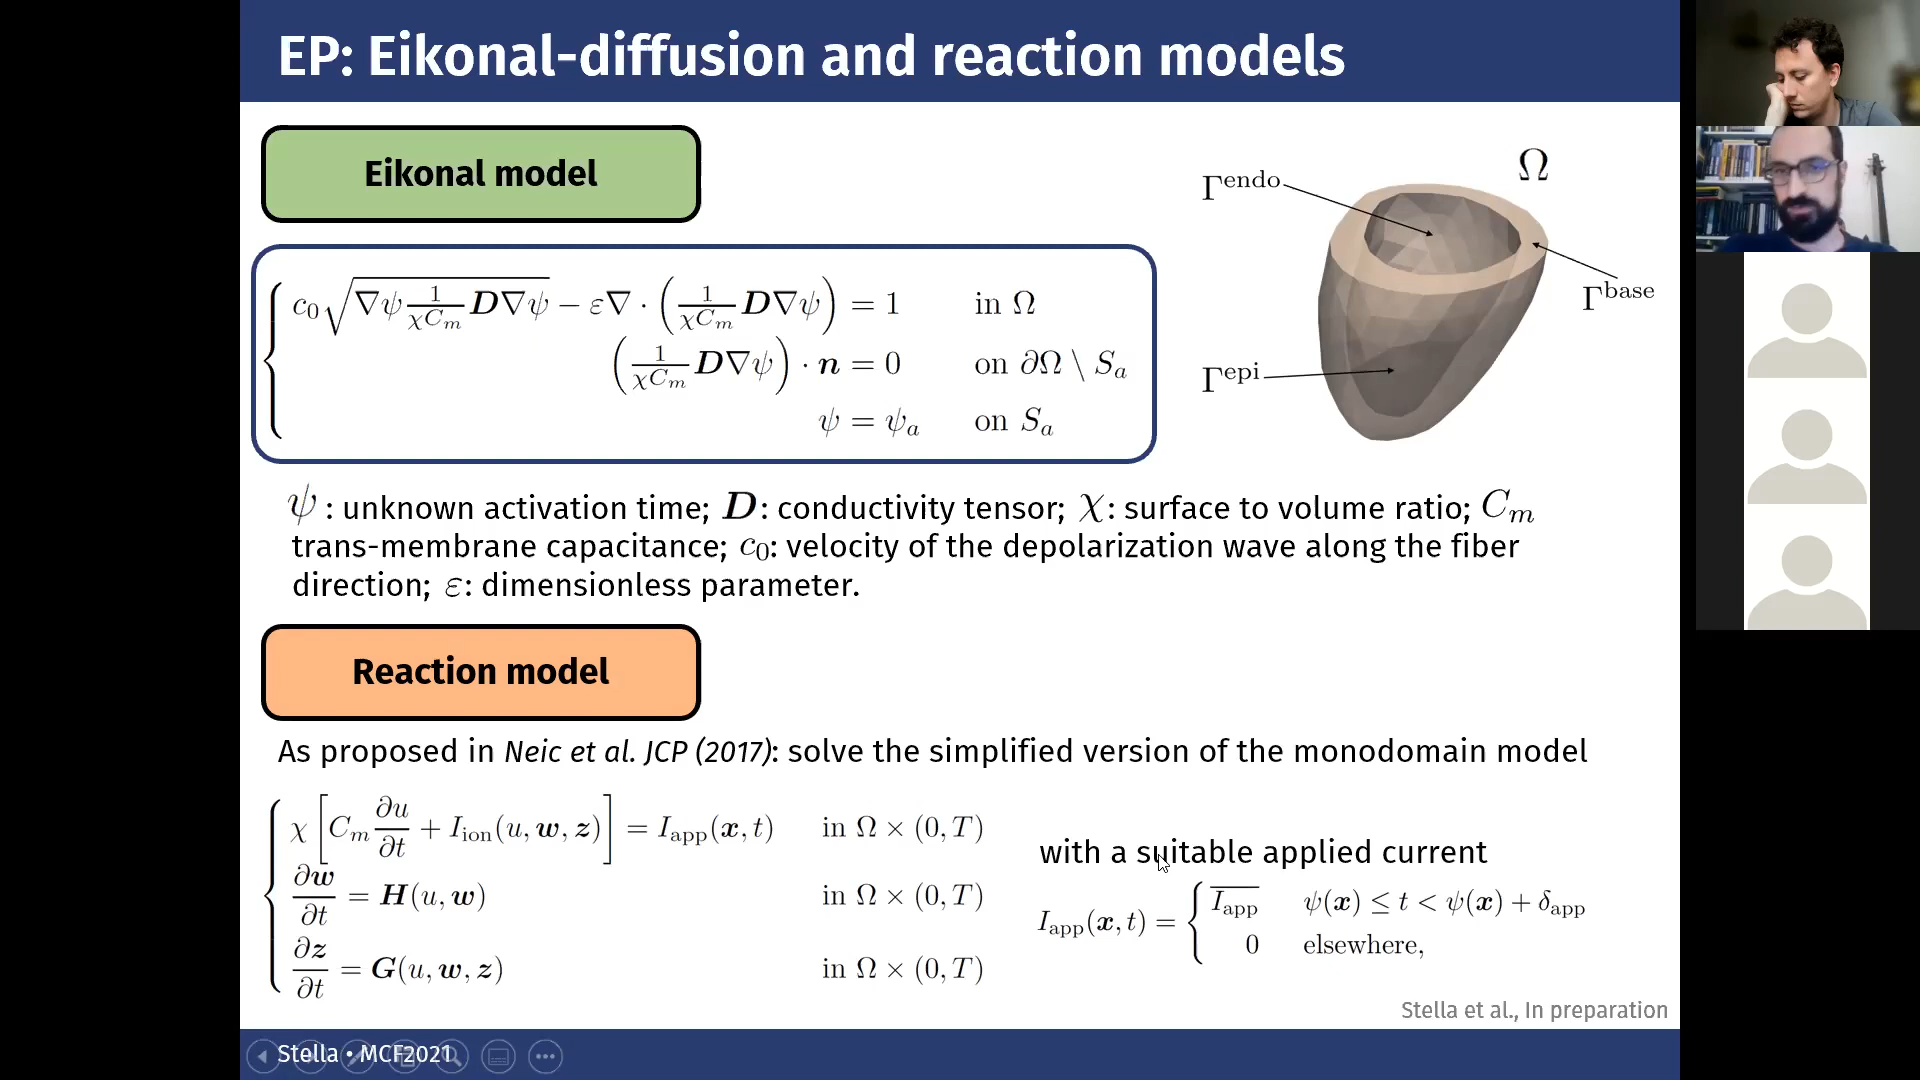 EP: Eikonal-diffusion and reaction models
Eikonal model
Ω
Γ^endo
Γ^base
Γ^epi
c₀√(∇ψ 1/(χC_m) **D**∇ψ) − ε∇ · (1/(χC_m) **D**∇ψ) = 1 in Ω
(1/(χC_m) **D**∇ψ) · **n** = 0 on ∂Ω \ S_a
ψ = ψ_a on S_a
ψ : unknown activation time; **D**: conductivity tensor; χ: surface to volume ratio; C_m
trans-membrane capacitance; c₀: velocity of the depolarization wave along the fiber
direction; ε: dimensionless parameter.
Reaction model
As proposed in Neic et al. JCP (2017): solve the simplified version of the monodomain model
χ [C_m ∂u/∂t + I_ion(u, **w**, **z**)] = I_app(**x**, t) in Ω × (0, T)
∂**w**/∂t = **H**(u, **w**) in Ω × (0, T)
∂**z**/∂t = **G**(u, **w**, **z**) in Ω × (0, T)
with a suitable applied current
I_app(**x**, t) = { \overline{I_app} ψ(**x**) ≤ t < ψ(**x**) + δ_app
0 elsewhere,
Stella et al., In preparation
Stella • MCF2021